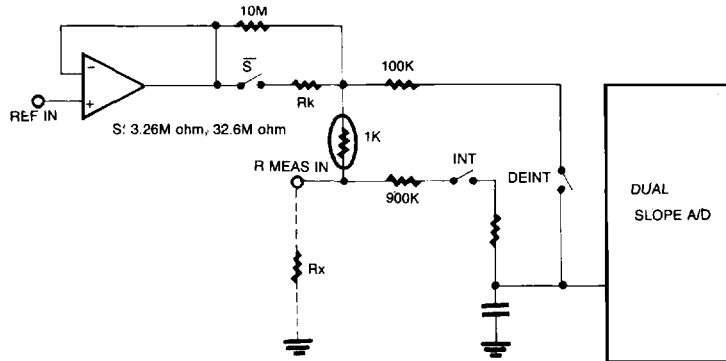 10M
S
Rk
100K
REF IN
S: 3.26M ohm, 32.6M ohm
1K
R MEAS IN
INT
900K
DEINT
DUAL
SLOPE A/D
Rx
-
+